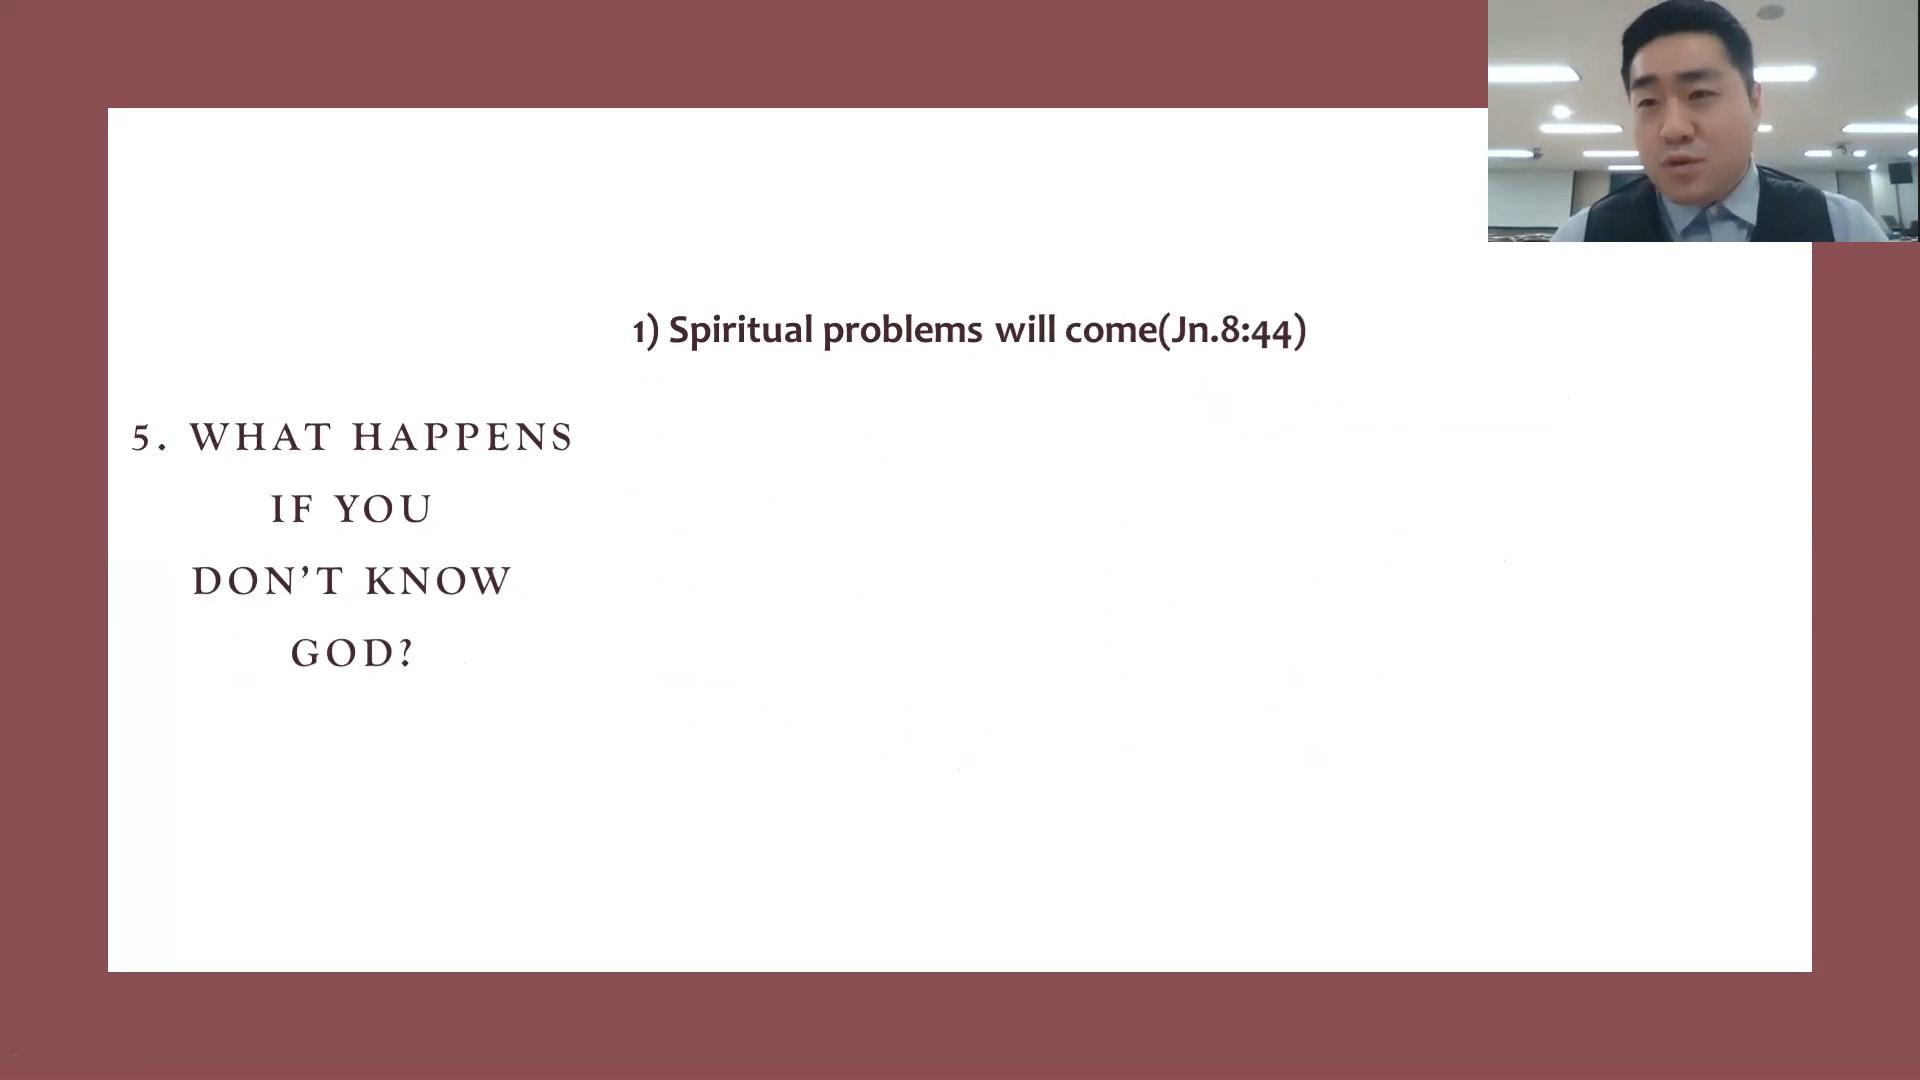 1) Spiritual problems will come(Jn.8:44)
5. WHAT HAPPENS
IF YOU
DON’T KNOW
GOD?